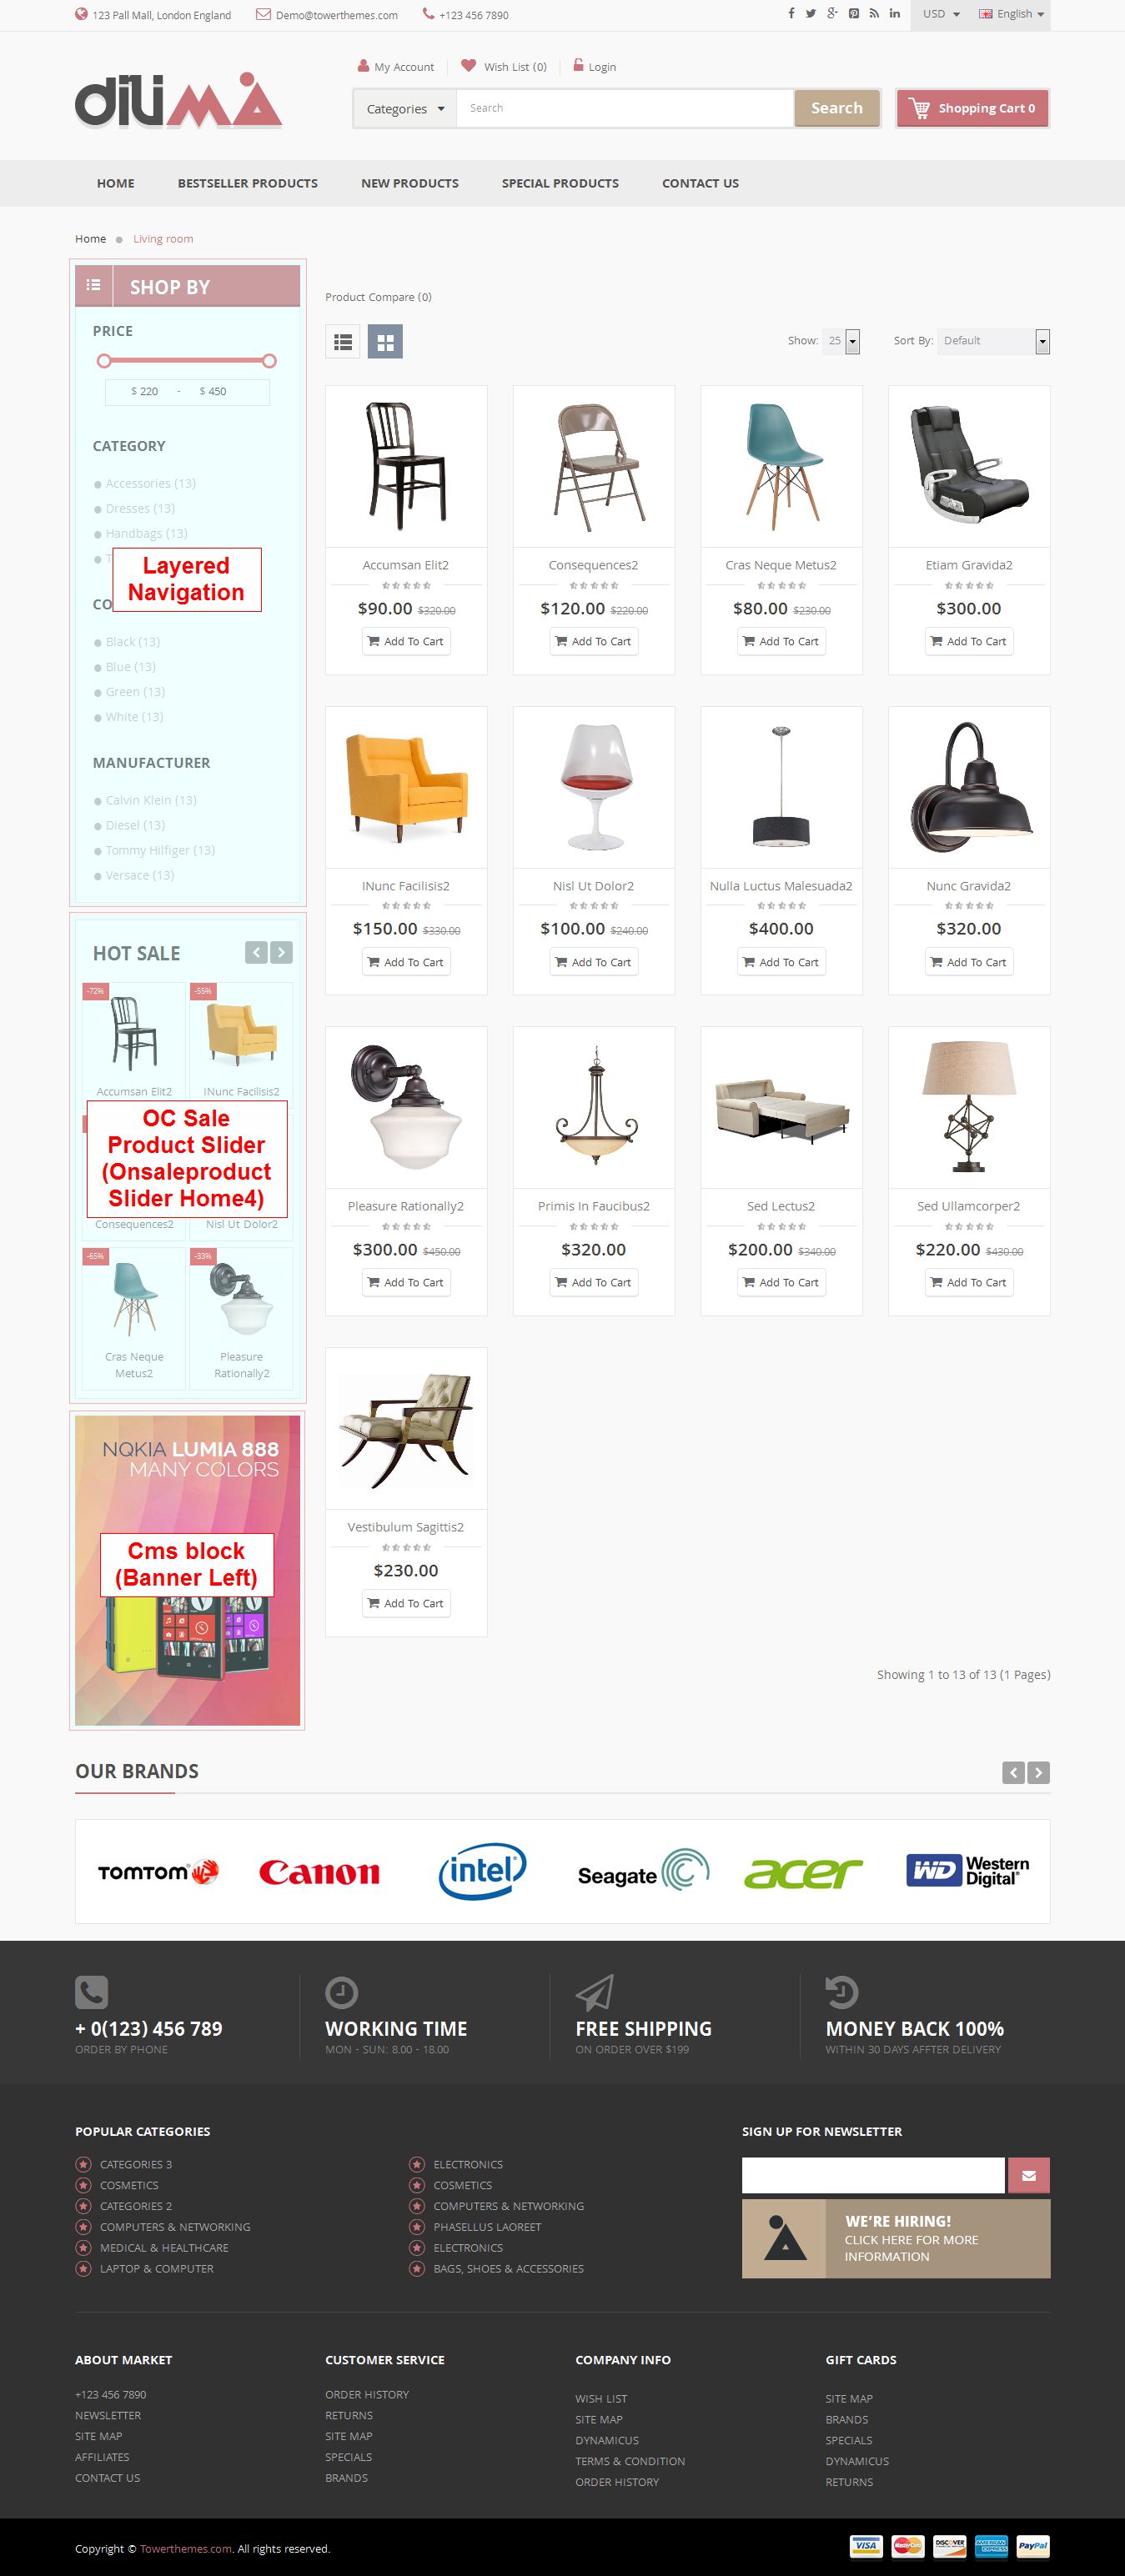 123 Pall Mall, London England
Demo@towerthemes.com
+123 456 7890
USD
English
My Account
Wish List (0)
Login
diLiMA
Categories
Search
Search
Shopping Cart 0
HOME
BESTSELLER PRODUCTS
NEW PRODUCTS
SPECIAL PRODUCTS
CONTACT US
Home
Living room
SHOP BY
PRICE
$ 220 - $ 450
CATEGORY
Accessories (13)
Dresses (13)
Handbags (13)
T
Layered
Navigation
CO
Black (13)
Blue (13)
Green (13)
White (13)
MANUFACTURER
Calvin Klein (13)
Diesel (13)
Tommy Hilfiger (13)
Versace (13)
HOT SALE
-72%
-55%
Accumsan Elit2
INunc Facilisis2
OC Sale
Product Slider
(Onsaleproduct
Slider Home4)
Consequences2
Nisl Ut Dolor2
-65%
-33%
Cras Neque
Metus2
Pleasure
Rationally2
NOKIA LUMIA 888
MANY COLORS
Cms block
(Banner Left)
Product Compare (0)
Show: 25
Sort By: Default
Accumsan Elit2
$90.00 $320.00
Add To Cart
Consequences2
$120.00 $220.00
Add To Cart
Cras Neque Metus2
$80.00 $230.00
Add To Cart
Etiam Gravida2
$300.00
Add To Cart
INunc Facilisis2
$150.00 $330.00
Add To Cart
Nisl Ut Dolor2
$100.00 $240.00
Add To Cart
Nulla Luctus Malesuada2
$400.00
Add To Cart
Nunc Gravida2
$320.00
Add To Cart
Pleasure Rationally2
$300.00 $450.00
Add To Cart
Primis In Faucibus2
$320.00
Add To Cart
Sed Lectus2
$200.00 $340.00
Add To Cart
Sed Ullamcorper2
$220.00 $430.00
Add To Cart
Vestibulum Sagittis2
$230.00
Add To Cart
Showing 1 to 13 of 13 (1 Pages)
OUR BRANDS
TOMTOM
Canon
intel
Seagate
acer
WD Western
Digital
+ 0(123) 456 789
ORDER BY PHONE
WORKING TIME
MON - SUN: 8.00 - 18.00
FREE SHIPPING
ON ORDER OVER $199
MONEY BACK 100%
WITHIN 30 DAYS AFFTER DELIVERY
POPULAR CATEGORIES
CATEGORIES 3
COSMETICS
CATEGORIES 2
COMPUTERS & NETWORKING
MEDICAL & HEALTHCARE
LAPTOP & COMPUTER
ELECTRONICS
COSMETICS
COMPUTERS & NETWORKING
PHASELLUS LAOREET
ELECTRONICS
BAGS, SHOES & ACCESSORIES
SIGN UP FOR NEWSLETTER
WE'RE HIRING!
CLICK HERE FOR MORE
INFORMATION
ABOUT MARKET
+123 456 7890
NEWSLETTER
SITE MAP
AFFILIATES
CONTACT US
CUSTOMER SERVICE
ORDER HISTORY
RETURNS
SITE MAP
SPECIALS
BRANDS
COMPANY INFO
WISH LIST
SITE MAP
DYNAMICUS
TERMS & CONDITION
ORDER HISTORY
GIFT CARDS
SITE MAP
BRANDS
SPECIALS
DYNAMICUS
RETURNS
Copyright © Towerthemes.com. All rights reserved.
VISA
MasterCard
DISCOVER
AMERICAN EXPRESS
PayPal